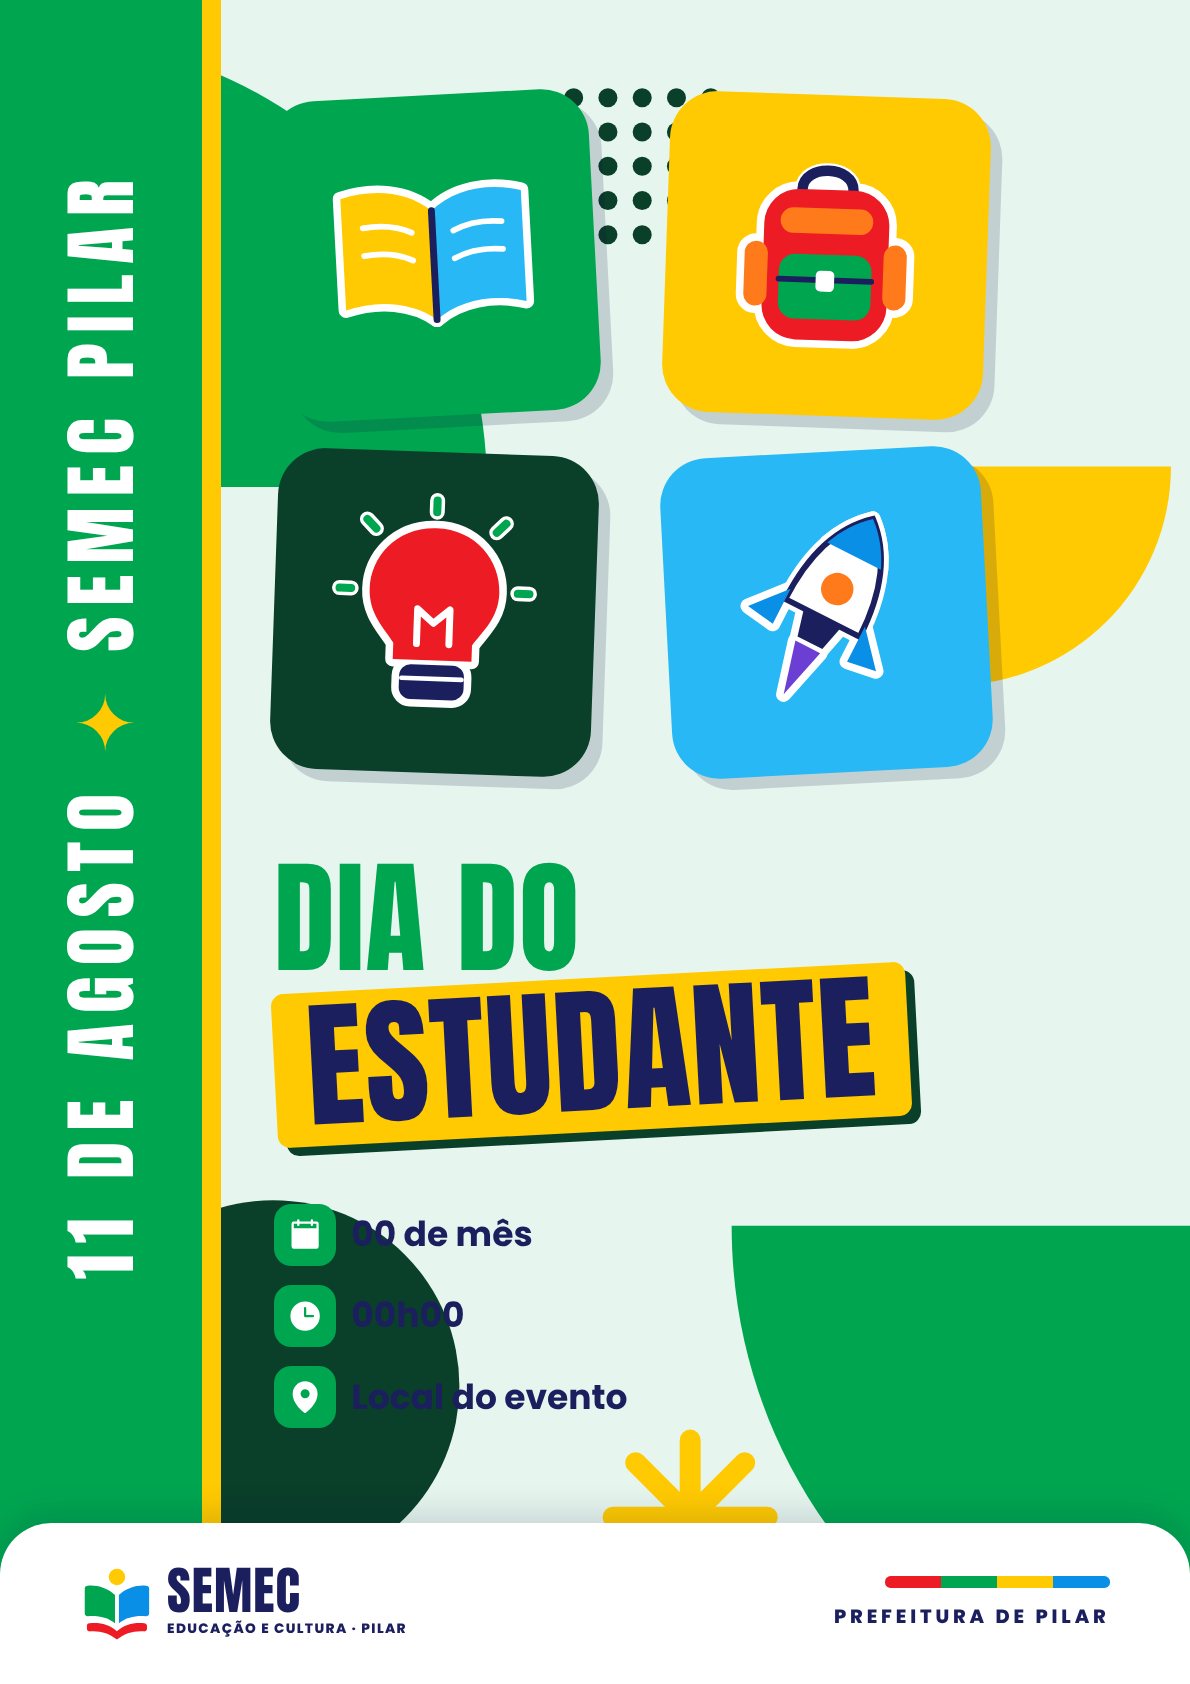 11 DE AGOSTO ✦ SEMEC PILAR
M
DIA DO
ESTUDANTE
00 de mês
00h00
Local do evento
SEMEC
EDUCAÇÃO E CULTURA · PILAR
PREFEITURA DE PILAR